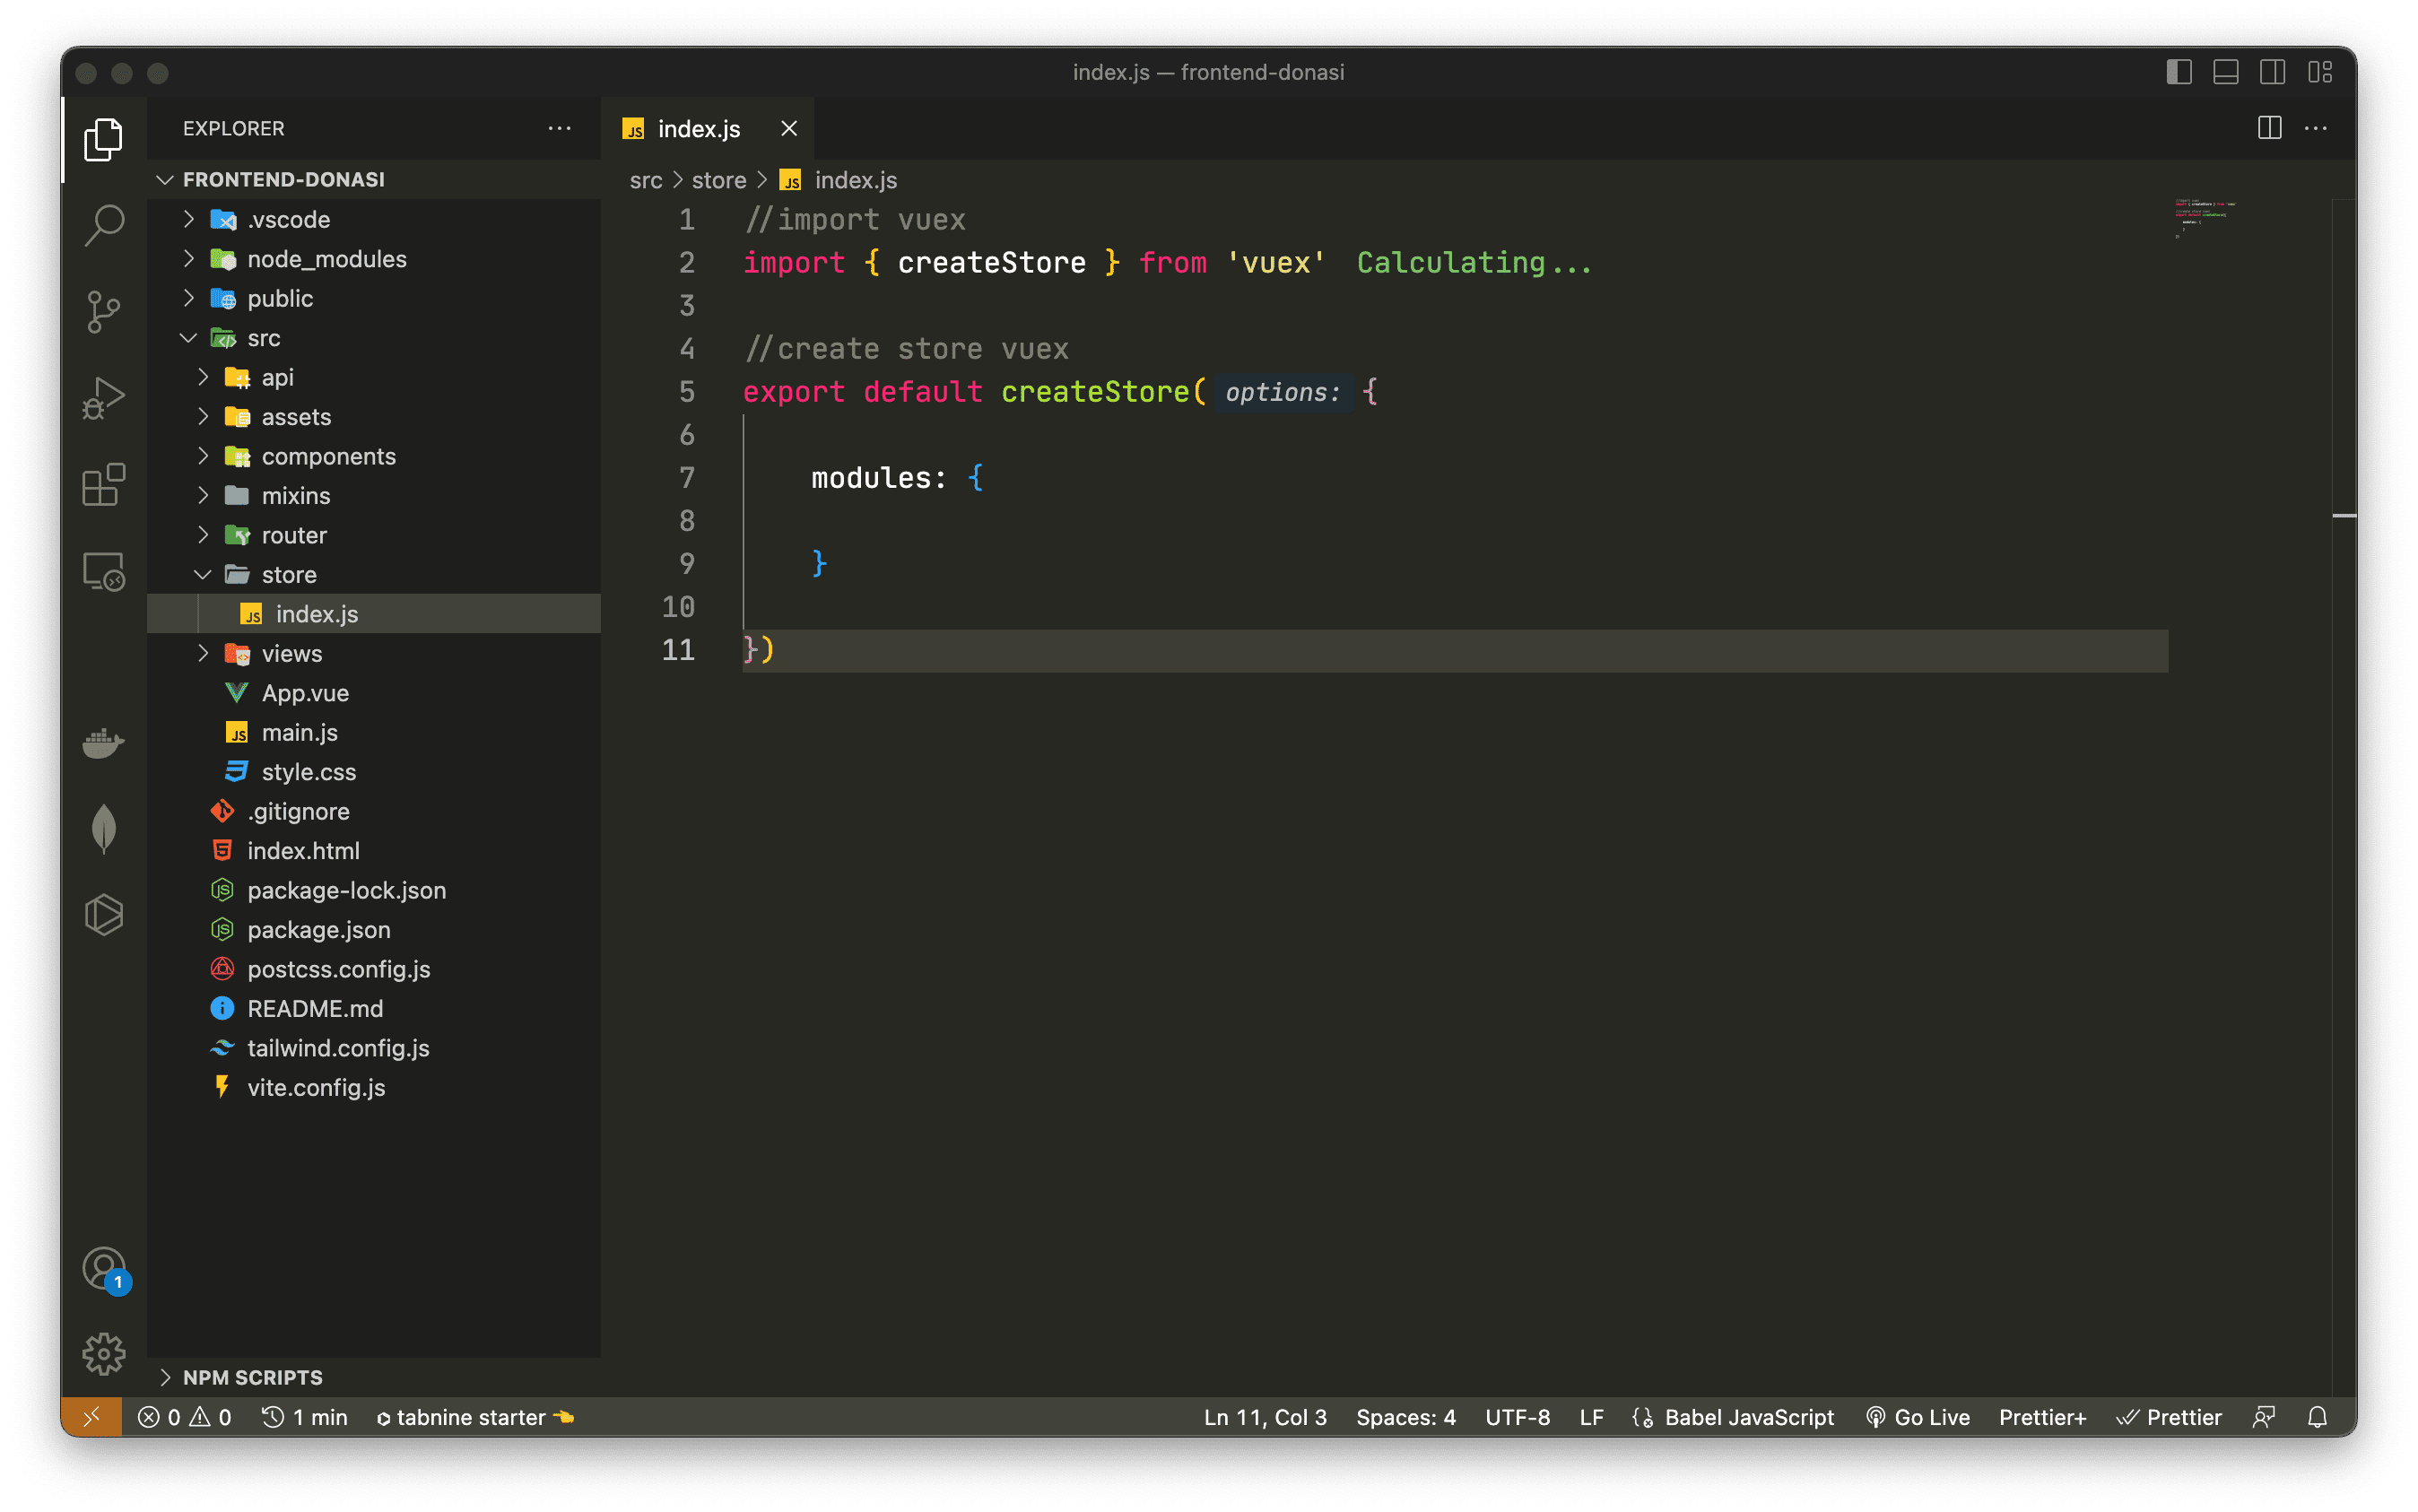 index.js — frontend-donasi
EXPLORER
FRONTEND-DONASI
.vscode
node_modules
public
src
api
assets
components
mixins
router
store
index.js
views
App.vue
main.js
style.css
.gitignore
index.html
package-lock.json
package.json
postcss.config.js
README.md
tailwind.config.js
vite.config.js
NPM SCRIPTS
index.js
src > store > index.js
1 //import vuex
2 import { createStore } from 'vuex' Calculating...
3
4 //create store vuex
5 export default createStore( options: {
6
7 modules: {
8
9 }
10
11 })
1
0 0 1 min tabnine starter
Ln 11, Col 3 Spaces: 4 UTF-8 LF Babel JavaScript Go Live Prettier+ Prettier